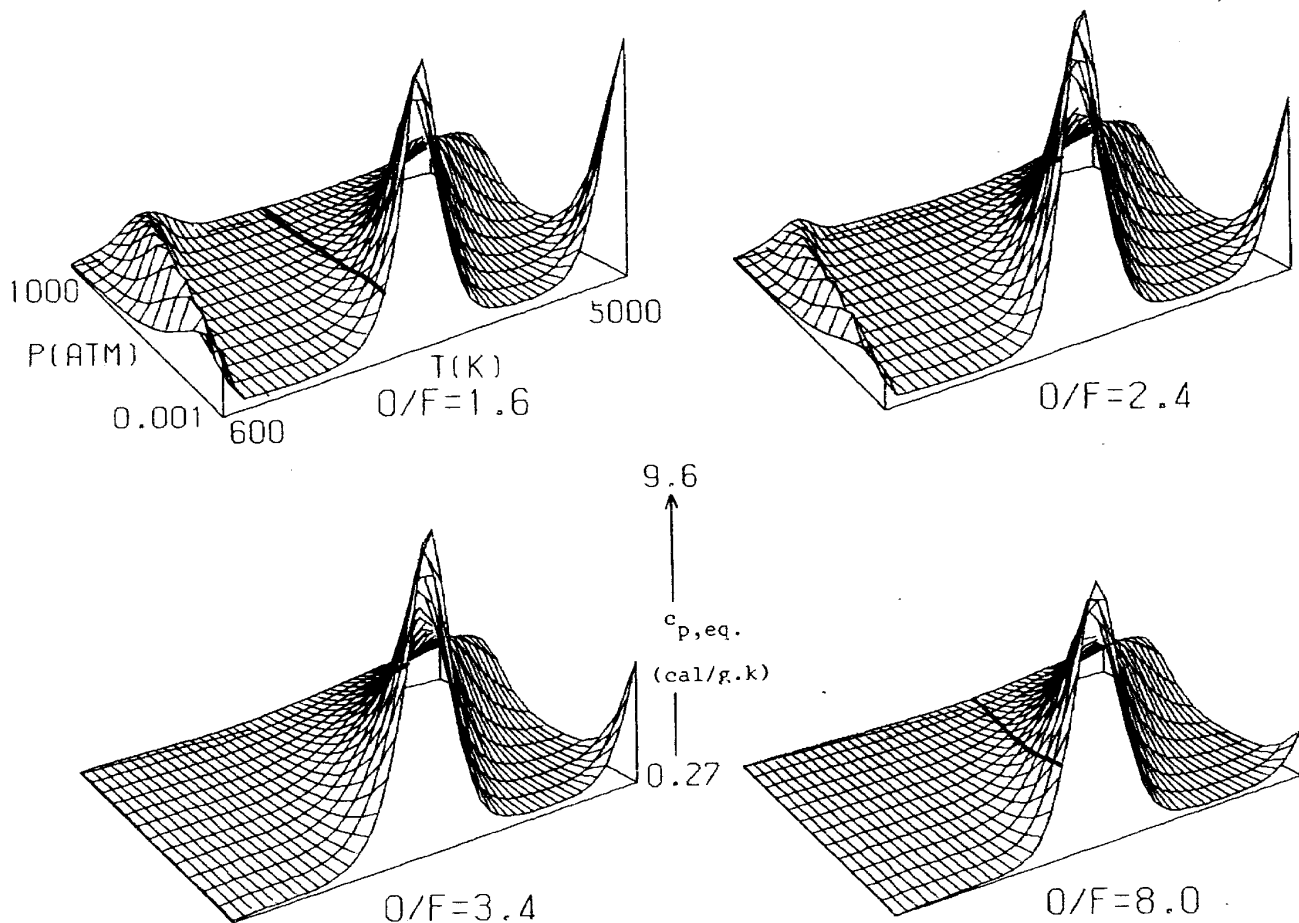 1000
P(ATM)
0.001
600
T(K)
5000
O/F=1.6
O/F=2.4
9.6
c p,eq.
(cal/g.k)
0.27
O/F=3.4
O/F=8.0